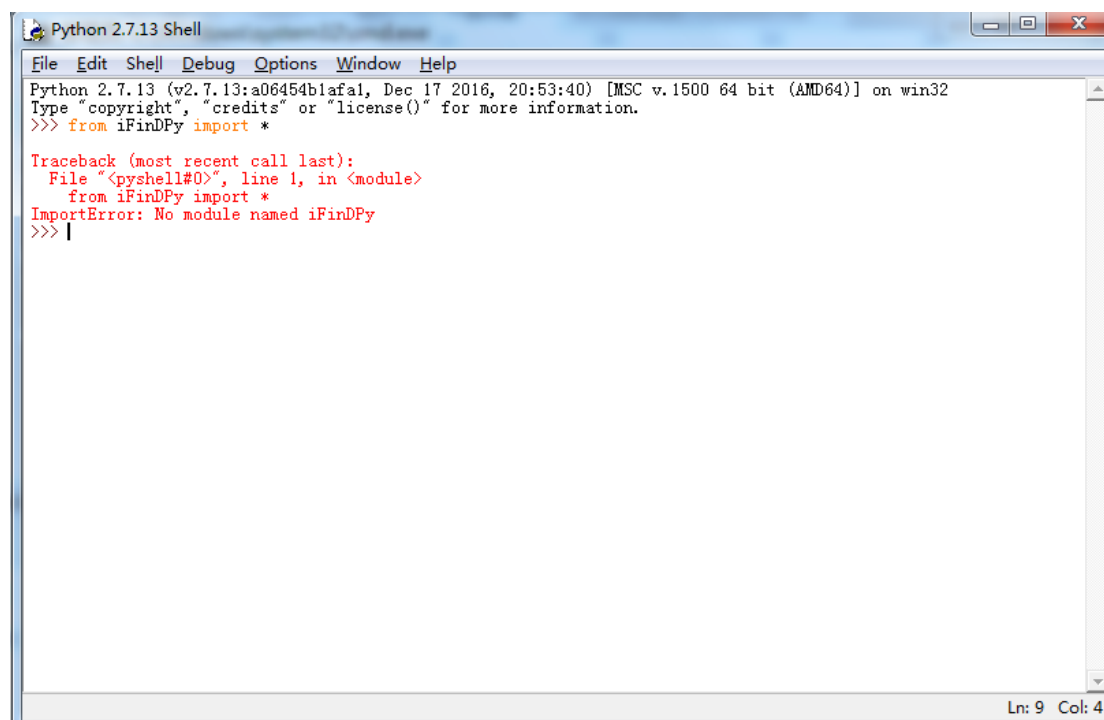 Python 2.7.13 Shell
File Edit Shell Debug Options Window Help
Python 2.7.13 (v2.7.13:a06454b1afa1, Dec 17 2016, 20:53:40) [MSC v.1500 64 bit (AMD64)] on win32
Type "copyright", "credits" or "license()" for more information.
>>> from iFinDPy import *
Traceback (most recent call last):
  File "<pyshell#0>", line 1, in <module>
    from iFinDPy import *
ImportError: No module named iFinDPy
>>>
Ln: 9 Col: 4